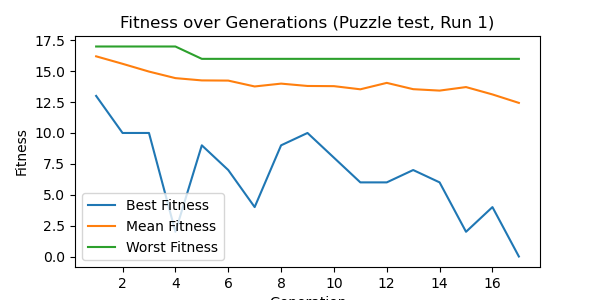 Fitness over Generations (Puzzle test, Run 1)
17.5
15.0
12.5
10.0
7.5
5.0
2.5
0.0
Fitness
Best Fitness
Mean Fitness
Worst Fitness
2 4 6 8 10 12 14 16
Generation